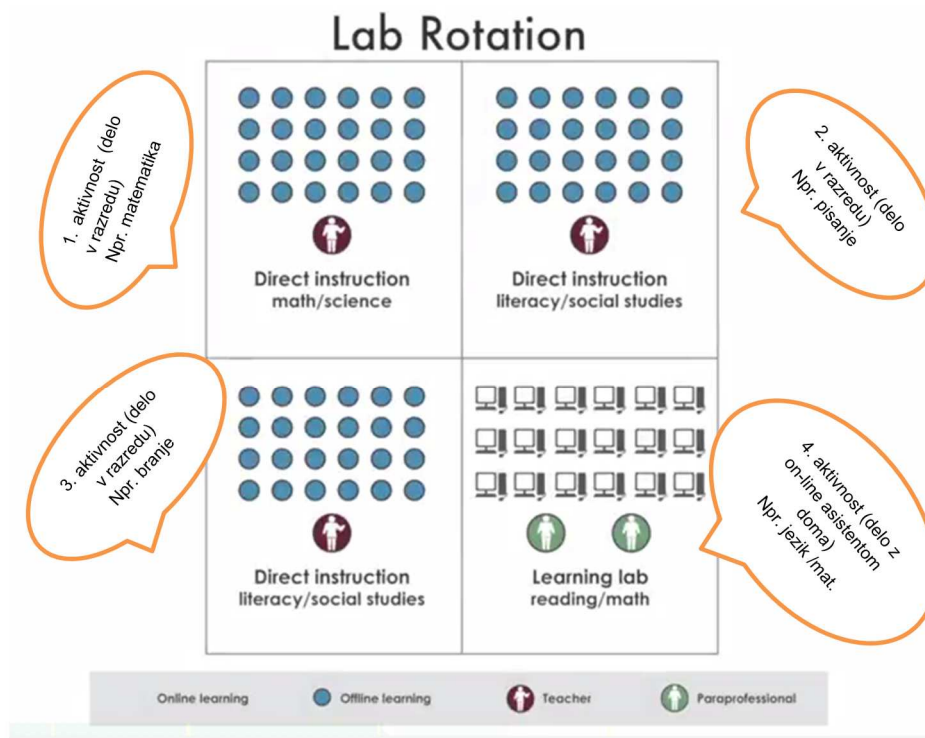 Lab Rotation
1. aktivnost (delo
v razredu)
Npr. matematika
2. aktivnost (delo
v razredu)
Npr. pisanje
Direct instruction
math/science
Direct instruction
literacy/social studies
3. aktivnost (delo
v razredu)
Npr. branje
4. aktivnost (delo z
on-line asistentom
doma)
Npr. jezik /mat.
Direct instruction
literacy/social studies
Learning lab
reading/math
Online learning
Offline learning
Teacher
Paraprofessional